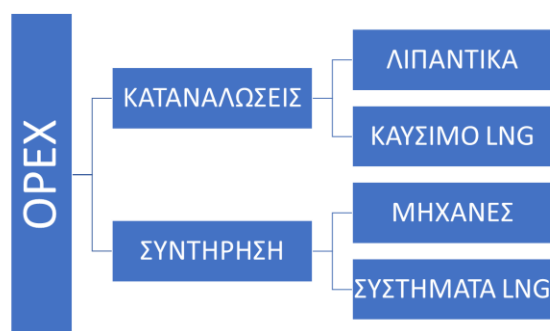 OPEX
ΚΑΤΑΝΑΛΩΣΕΙΣ
ΛΙΠΑΝΤΙΚΑ
ΚΑΥΣΙΜΟ LNG
ΣΥΝΤΗΡΗΣΗ
ΜΗΧΑΝΕΣ
ΣΥΣΤΗΜΑΤΑ LNG